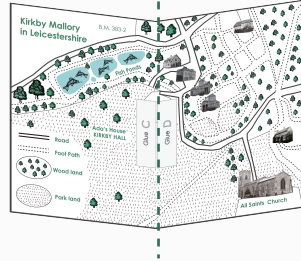 Kirkby Mallory
in Leicestershire
B.M. 383·2
Fish Ponds
Ada's House
KIRKBY HALL
Glue C
Glue D
Road
Foot Path
Wood land
Park land
All Saints Church